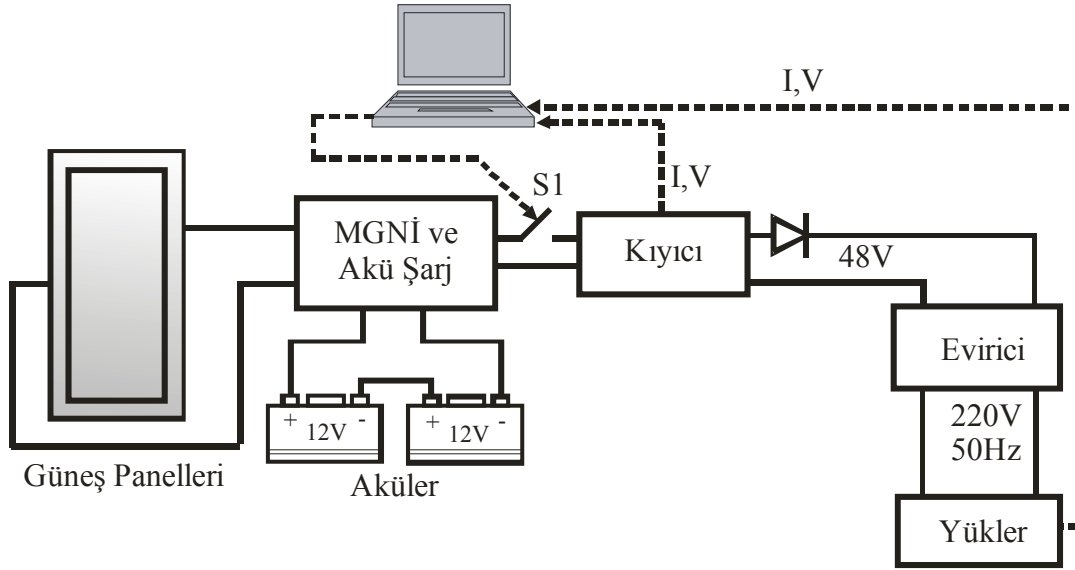 I,V
I,V
S1
MGNİ ve
Akü Şarj
Kıyıcı
48V
Evirici
220V
50Hz
Yükler
+ 12V -
+ 12V -
Güneş Panelleri
Aküler